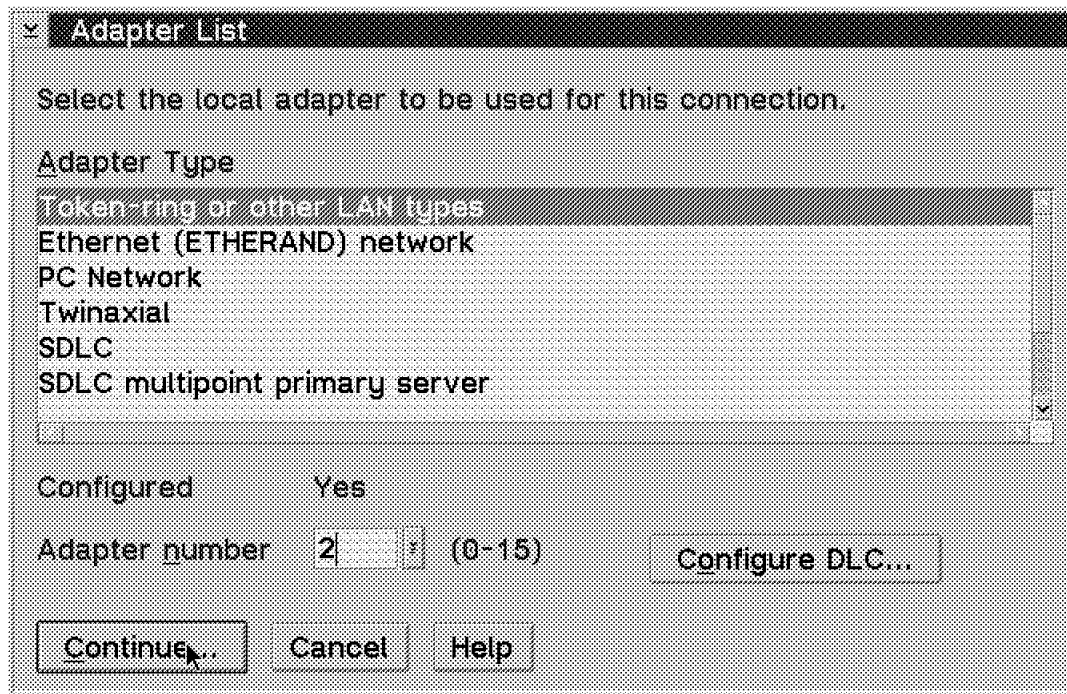 Adapter List
Select the local adapter to be used for this connection.
Adapter Type
Token-ring or other LAN types
Ethernet (ETHERAND) network
PC Network
Twinaxial
SDLC
SDLC multipoint primary server
Configured Yes
Adapter number 2 (0-15) Configure DLC...
Continue... Cancel Help